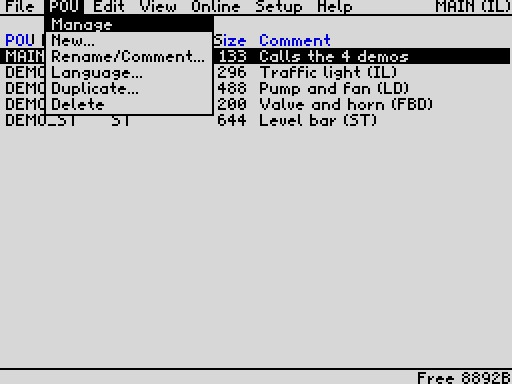 File POU Edit View Online Setup Help MAIN (IL)
Manage
POU New... Size Comment
MAIN Rename/Comment... 133 Calls the 4 demos
DEMO Language... 296 Traffic light (IL)
DEMO Duplicate... 488 Pump and fan (LD)
DEMO Delete 200 Valve and horn (FBD)
DEMO_ST ST 644 Level bar (ST)
Free 8892B